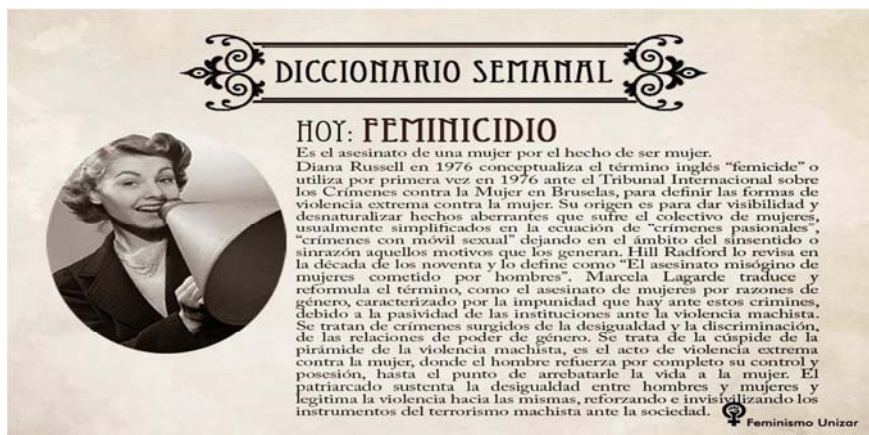 DICCIONARIO SEMANAL
HOY: FEMINICIDIO
Es el asesinato de una mujer por el hecho de ser mujer.
Diana Russell en 1976 conceptualiza el término inglés “femicide” o
utiliza por primera vez en 1976 ante el Tribunal Internacional sobre
los Crímenes contra la Mujer en Bruselas, para definir las formas de
violencia extrema contra la mujer. Su origen es para dar visibilidad y
desnaturalizar hechos aberrantes que sufre el colectivo de mujeres,
usualmente simplificados en la ecuación de “crímenes pasionales”,
“crímenes con móvil sexual” dejando en el ámbito del sinsentido o
sinrazón aquellos motivos que los generan. Hill Radford lo revisa en
la década de los noventa y lo define como “El asesinato misógino de
mujeres cometido por hombres”. Marcela Lagarde traduce y
reformula el término, como el asesinato de mujeres por razones de
género, caracterizado por la impunidad que hay ante estos crimines,
debido a la pasividad de las instituciones ante la violencia machista.
Se tratan de crímenes surgidos de la desigualdad y la discriminación,
de las relaciones de poder de género. Se trata de la cúspide de la
pirámide de la violencia machista, es el acto de violencia extrema
contra la mujer, donde el hombre refuerza por completo su control y
posesión, hasta el punto de arrebatarle la vida a la mujer. El
patriarcado sustenta la desigualdad entre hombres y mujeres y
legitima la violencia hacia las mismas, reforzando e invisivilizando los
instrumentos del terrorismo machista ante la sociedad.
Feminismo Unizar